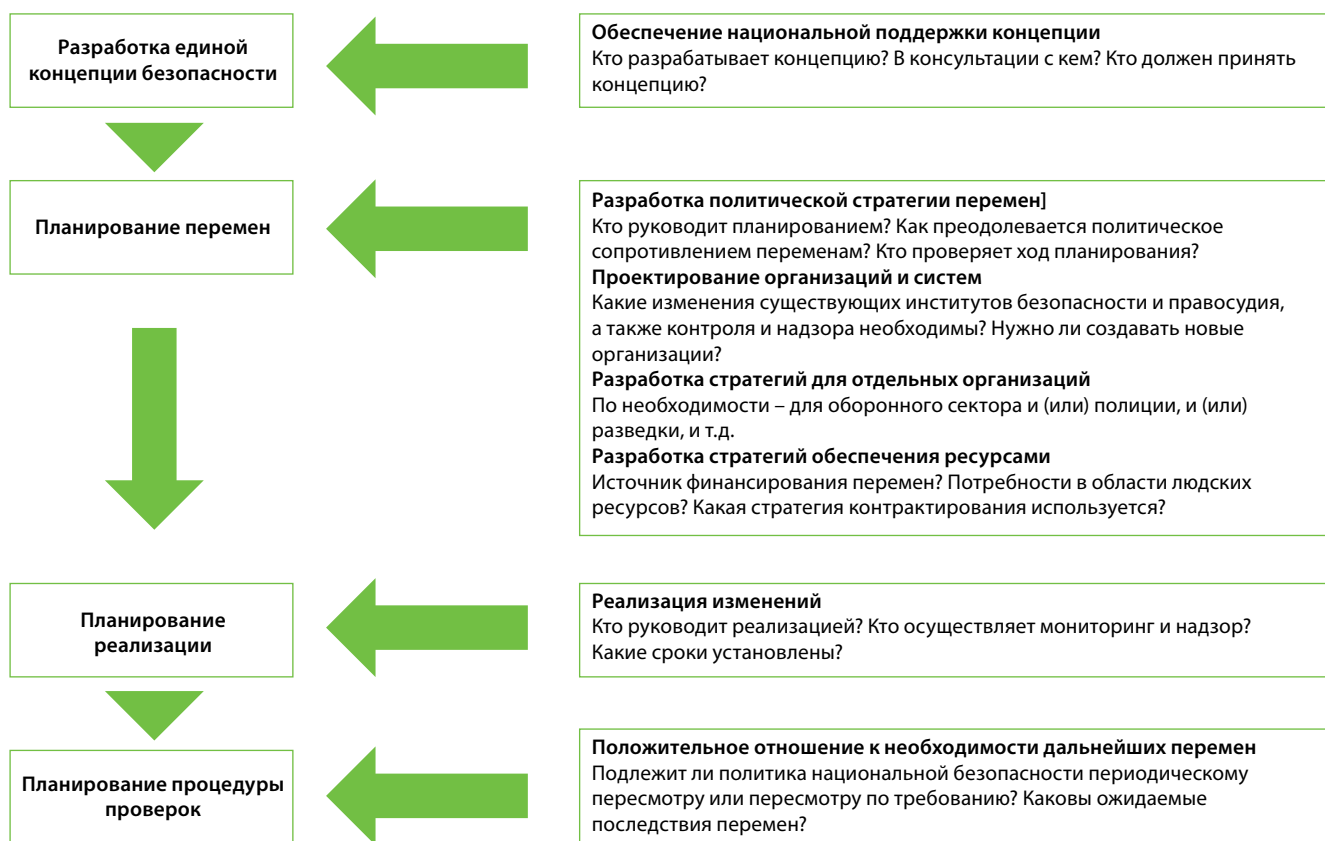 Разработка единой
концепции безопасности
Обеспечение национальной поддержки концепции
Кто разрабатывает концепцию? В консультации с кем? Кто должен принять
концепцию?
Планирование перемен
Разработка политической стратегии перемен]
Кто руководит планированием? Как преодолевается политическое
сопротивлением переменам? Кто проверяет ход планирования?
Проектирование организаций и систем
Какие изменения существующих институтов безопасности и правосудия,
а также контроля и надзора необходимы? Нужно ли создавать новые
организации?
Разработка стратегий для отдельных организаций
По необходимости – для оборонного сектора и (или) полиции, и (или)
разведки, и т.д.
Разработка стратегий обеспечения ресурсами
Источник финансирования перемен? Потребности в области людских
ресурсов? Какая стратегия контрактирования используется?
Планирование
реализации
Реализация изменений
Кто руководит реализацией? Кто осуществляет мониторинг и надзор?
Какие сроки установлены?
Планирование процедуры
проверок
Положительное отношение к необходимости дальнейших перемен
Подлежит ли политика национальной безопасности периодическому
пересмотру или пересмотру по требованию? Каковы ожидаемые
последствия перемен?